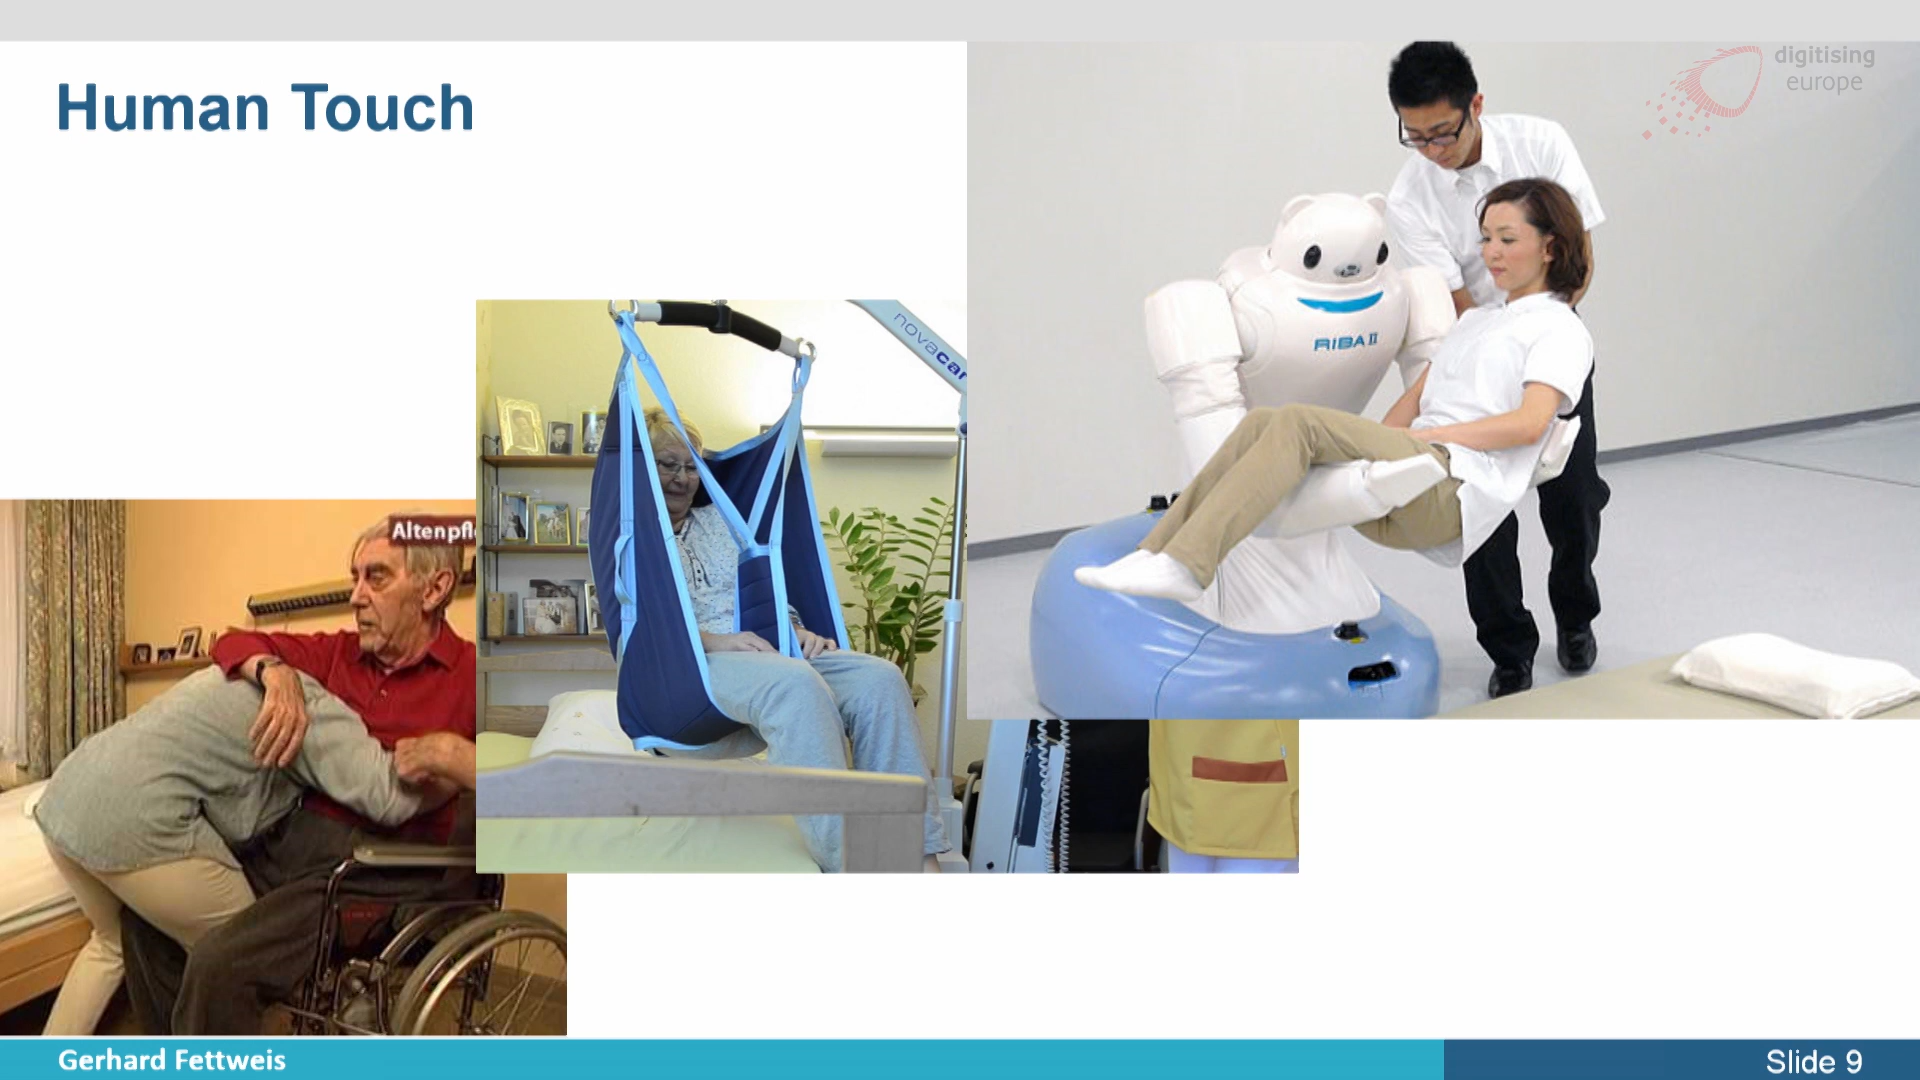 Human Touch
digitising
europe
RIBA II
novacar
Altenpfl
Gerhard Fettweis
Slide 9